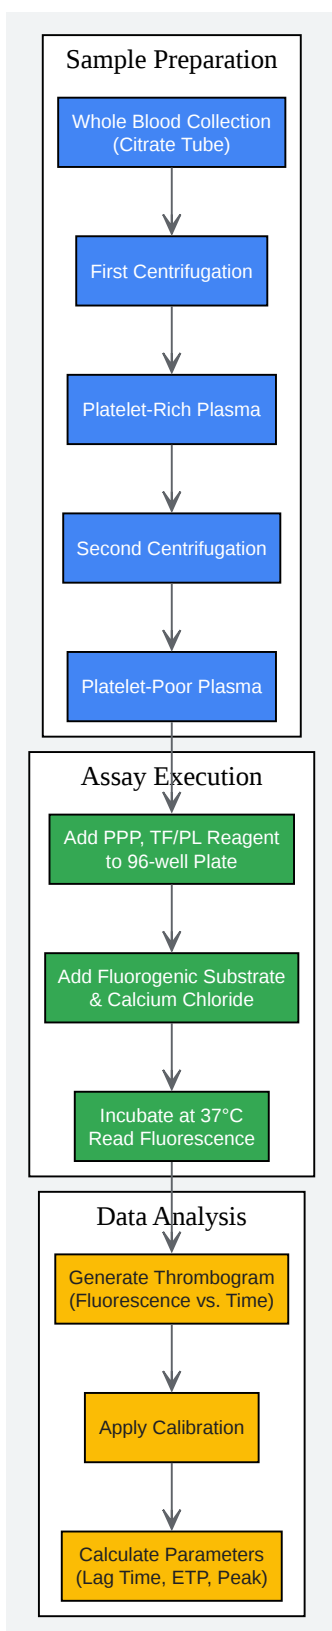 Sample Preparation
Whole Blood Collection
(Citrate Tube)
First Centrifugation
Platelet-Rich Plasma
Second Centrifugation
Platelet-Poor Plasma
Assay Execution
Add PPP, TF/PL Reagent
to 96-well Plate
Add Fluorogenic Substrate
& Calcium Chloride
Incubate at 37°C
Read Fluorescence
Data Analysis
Generate Thrombogram
(Fluorescence vs. Time)
Apply Calibration
Calculate Parameters
(Lag Time, ETP, Peak)